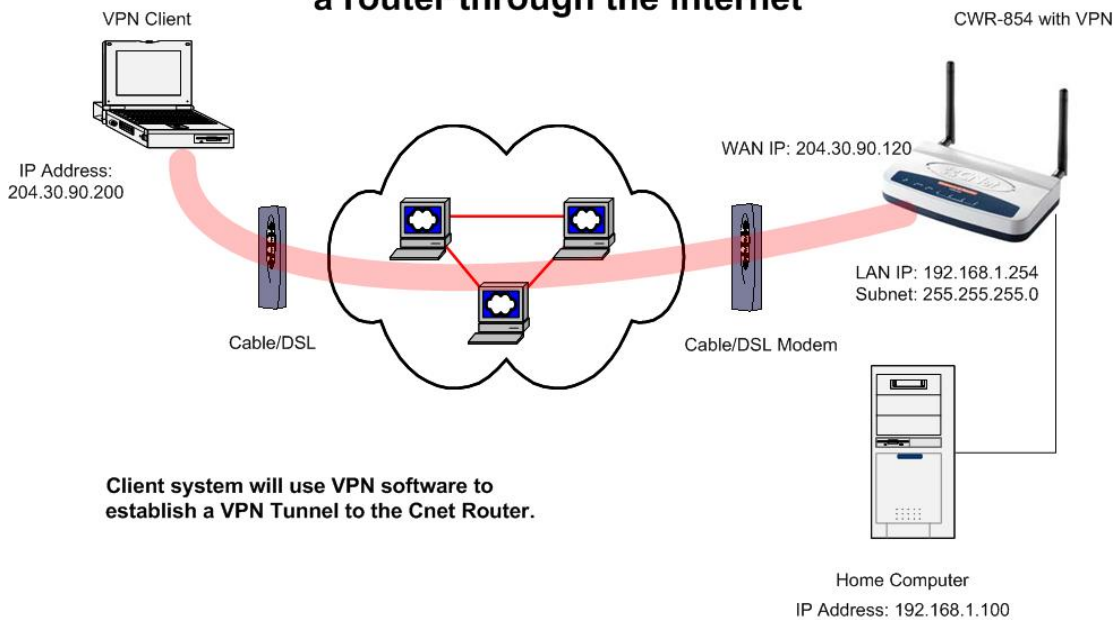 a router through the internet
VPN Client
CWR-854 with VPN
WAN IP: 204.30.90.120
IP Address:
204.30.90.200
CNet
LAN IP: 192.168.1.254
Subnet: 255.255.255.0
Cable/DSL
Cable/DSL Modem
Client system will use VPN software to
establish a VPN Tunnel to the Cnet Router.
Home Computer
IP Address: 192.168.1.100